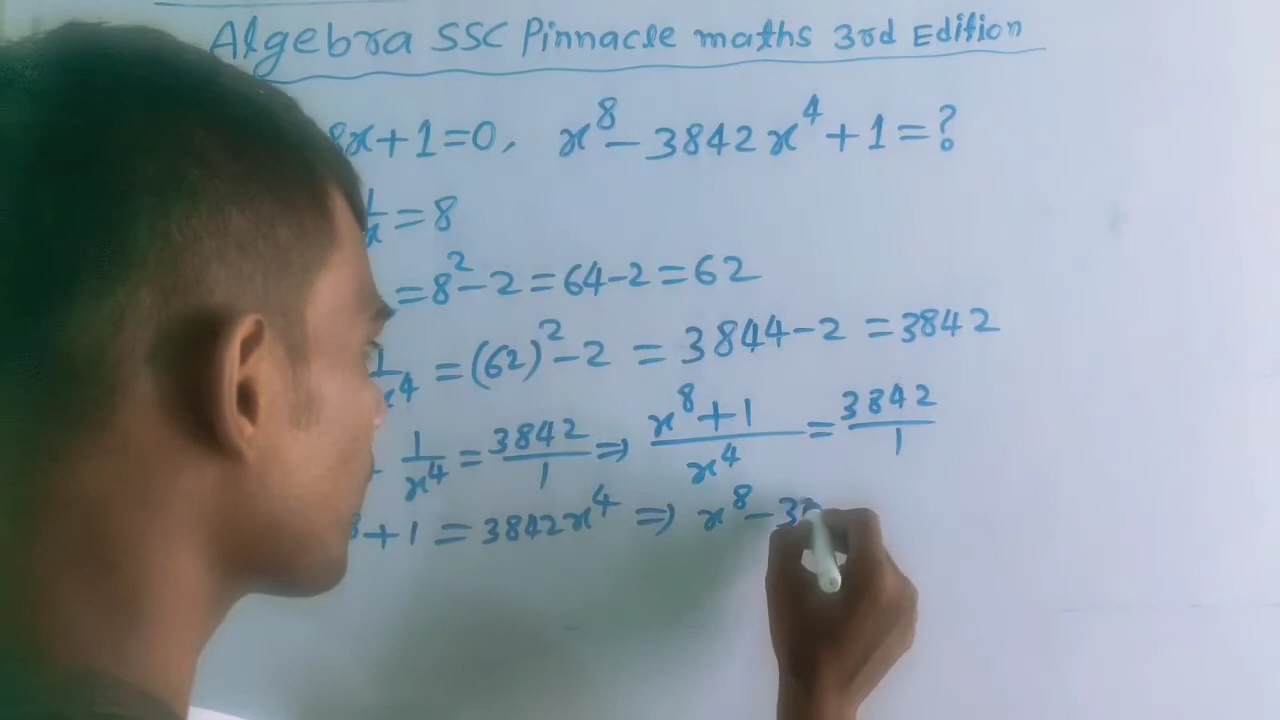 Algebra SSC Pinnacle maths 3rd Edition
8x+1=0, x⁸-3842x⁴+1=?
1/x=8
=8²-2=64-2=62
1/x⁴=(62)²-2=3844-2=3842
1/x⁴=3842/1⇒(x⁸+1)/x⁴=3842/1
⁸+1=3842x⁴⇒x⁸-3